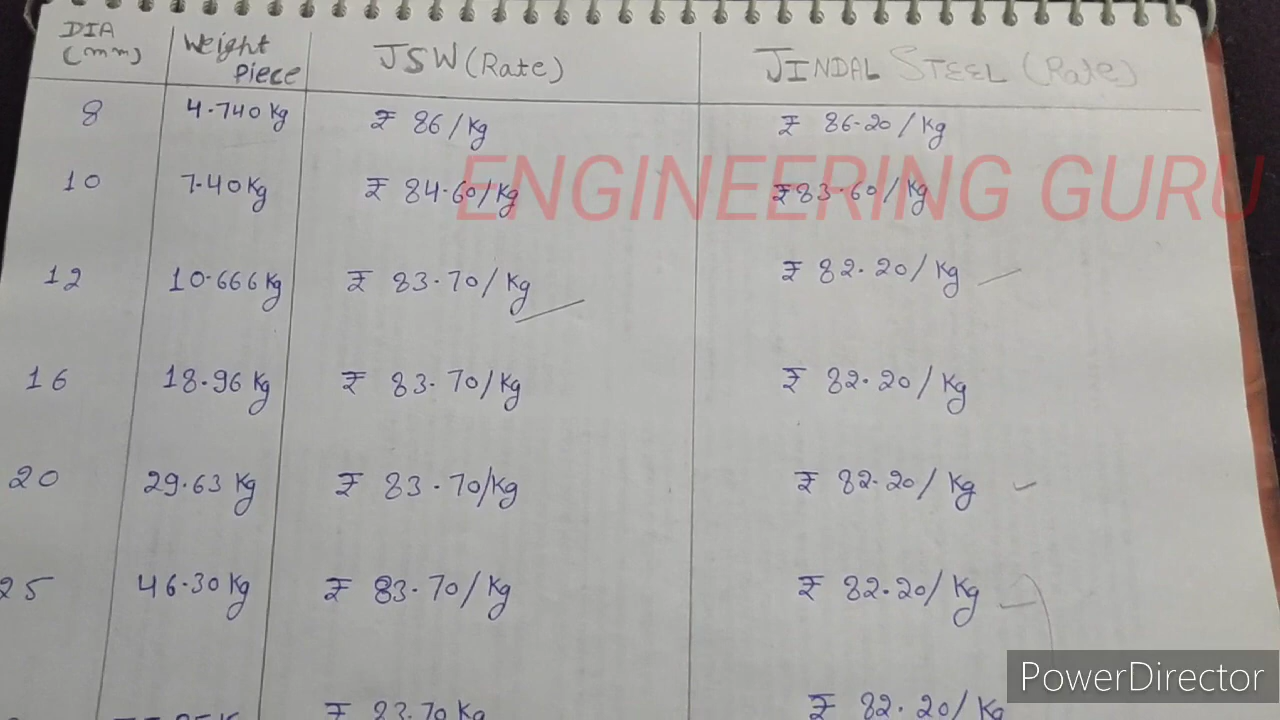 DIA (mm) Weight Piece JSW (Rate) JINDAL STEEL (Rate)
8 4.740 Kg ₹ 86/Kg ₹ 86.20/Kg
10 7.40 Kg ₹ 84.60/Kg ₹ 83.60/Kg
ENGINEERING GURU
12 10.666 Kg ₹ 83.70/Kg ₹ 82.20/Kg
16 18.96 Kg ₹ 83.70/Kg ₹ 82.20/Kg
20 29.63 Kg ₹ 83.70/Kg ₹ 82.20/Kg
25 46.30 Kg ₹ 83.70/Kg ₹ 82.20/Kg
PowerDirector
₹ 83.70 Kg ₹ 82.20/Kg